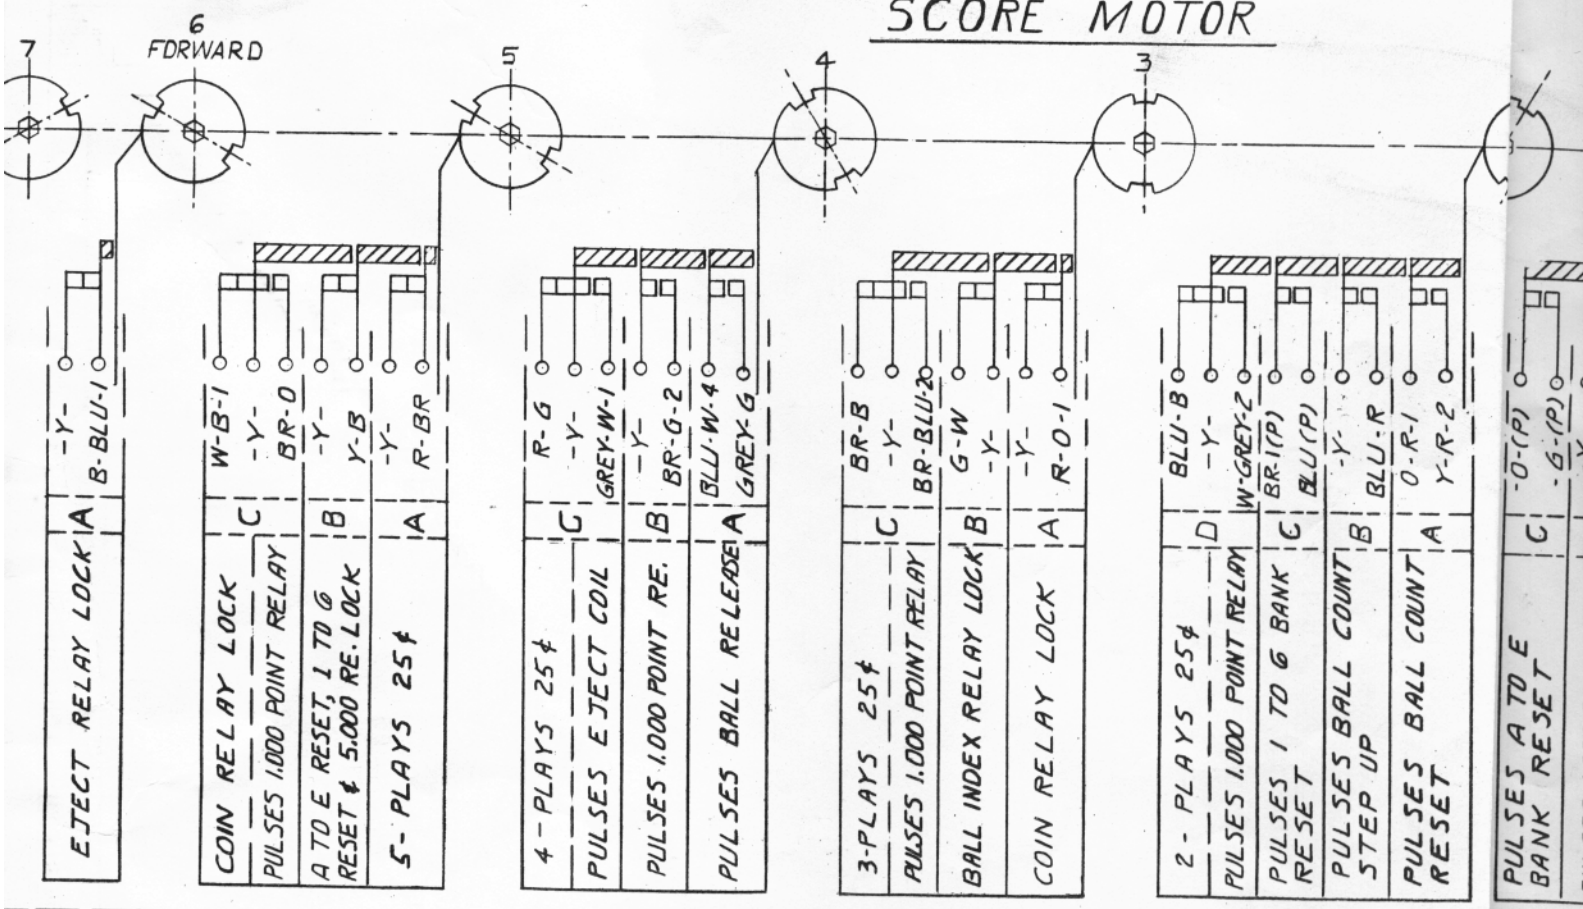 SCORE MOTOR
7
6
FORWARD
5
4
3
-Y-
B-BLU-1
A
EJECT RELAY LOCK
W-B-1
-Y-
BR-O
-Y-
Y-B
-Y-
R-BR
C
B
A
COIN RELAY LOCK
PULSES 1.000 POINT RELAY
A TO E RESET, 1 TO 6
RESET & 5.000 RE. LOCK
5- PLAYS 25¢
R-G
-Y-
GREY-W-1
-Y-
BR-G-2
BLU-W-4
GREY-G
C
B
A
4-PLAYS 25¢
PULSES EJECT COIL
PULSES 1.000 POINT RE.
PULSES BALL RELEASE
BR-B
-Y-
BR-BLU-2
G-W
-Y-
-Y-
R-O-1
C
B
A
3-PLAYS 25¢
PULSES 1.000 POINT RELAY
BALL INDEX RELAY LOCK
COIN RELAY LOCK
BLU-B
-Y-
W-GREY-2
BR-1(P)
BLU(P)
-Y-
BLU-R
O-R-1
Y-R-2
D
C
B
A
2- PLAYS 25¢
PULSES 1.000 POINT RELAY
PULSES 1 TO 6 BANK
RESET
PULSES BALL COUNT
STEP UP
PULSES BALL COUNT
RESET
-O-(P)
-G-(P)
C
PULSES A TO E
BANK RESET